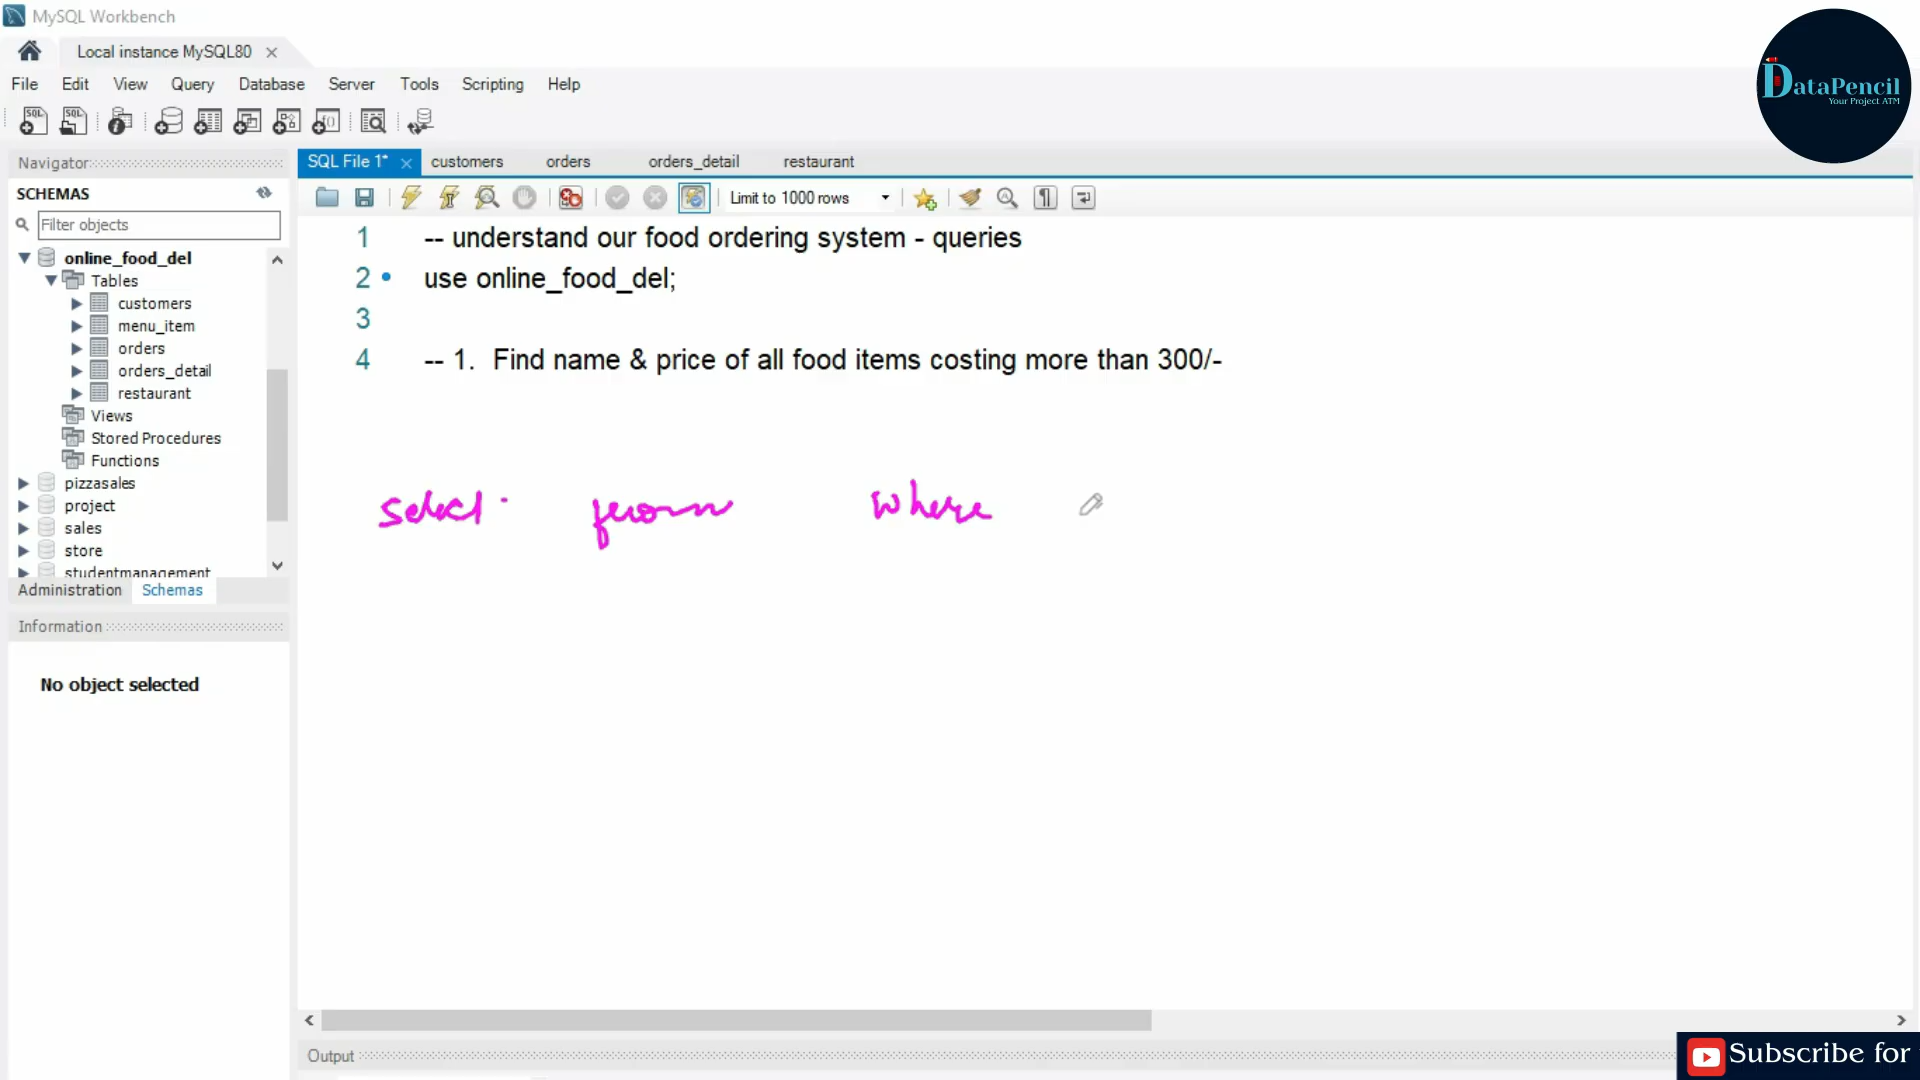 MySQL Workbench
DataPencil
Your Project ATM
Local instance MySQL80
File Edit View Query Database Server Tools Scripting Help
SQL SQL
Navigator
SCHEMAS
Filter objects
online_food_del
Tables
customers
menu_item
orders
orders_detail
restaurant
Views
Stored Procedures
Functions
pizzasales
project
sales
store
studentmanagement
Administration Schemas
Information
No object selected
SQL File 1* customers orders orders_detail restaurant
Limit to 1000 rows
1 -- understand our food ordering system - queries
2 use online_food_del;
3
4 -- 1. Find name & price of all food items costing more than 300/-
select from where
Output
Subscribe for